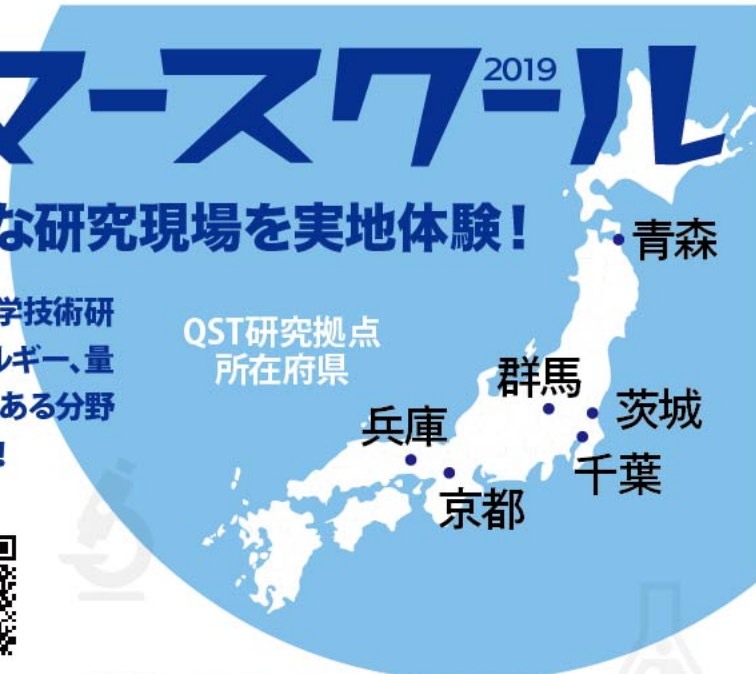 マースクール
2019
な研究現場を実地体験！
学技術研
ルギー、量
ある分野
！
QST研究拠点
所在府県
青森
群馬
茨城
兵庫
千葉
京都